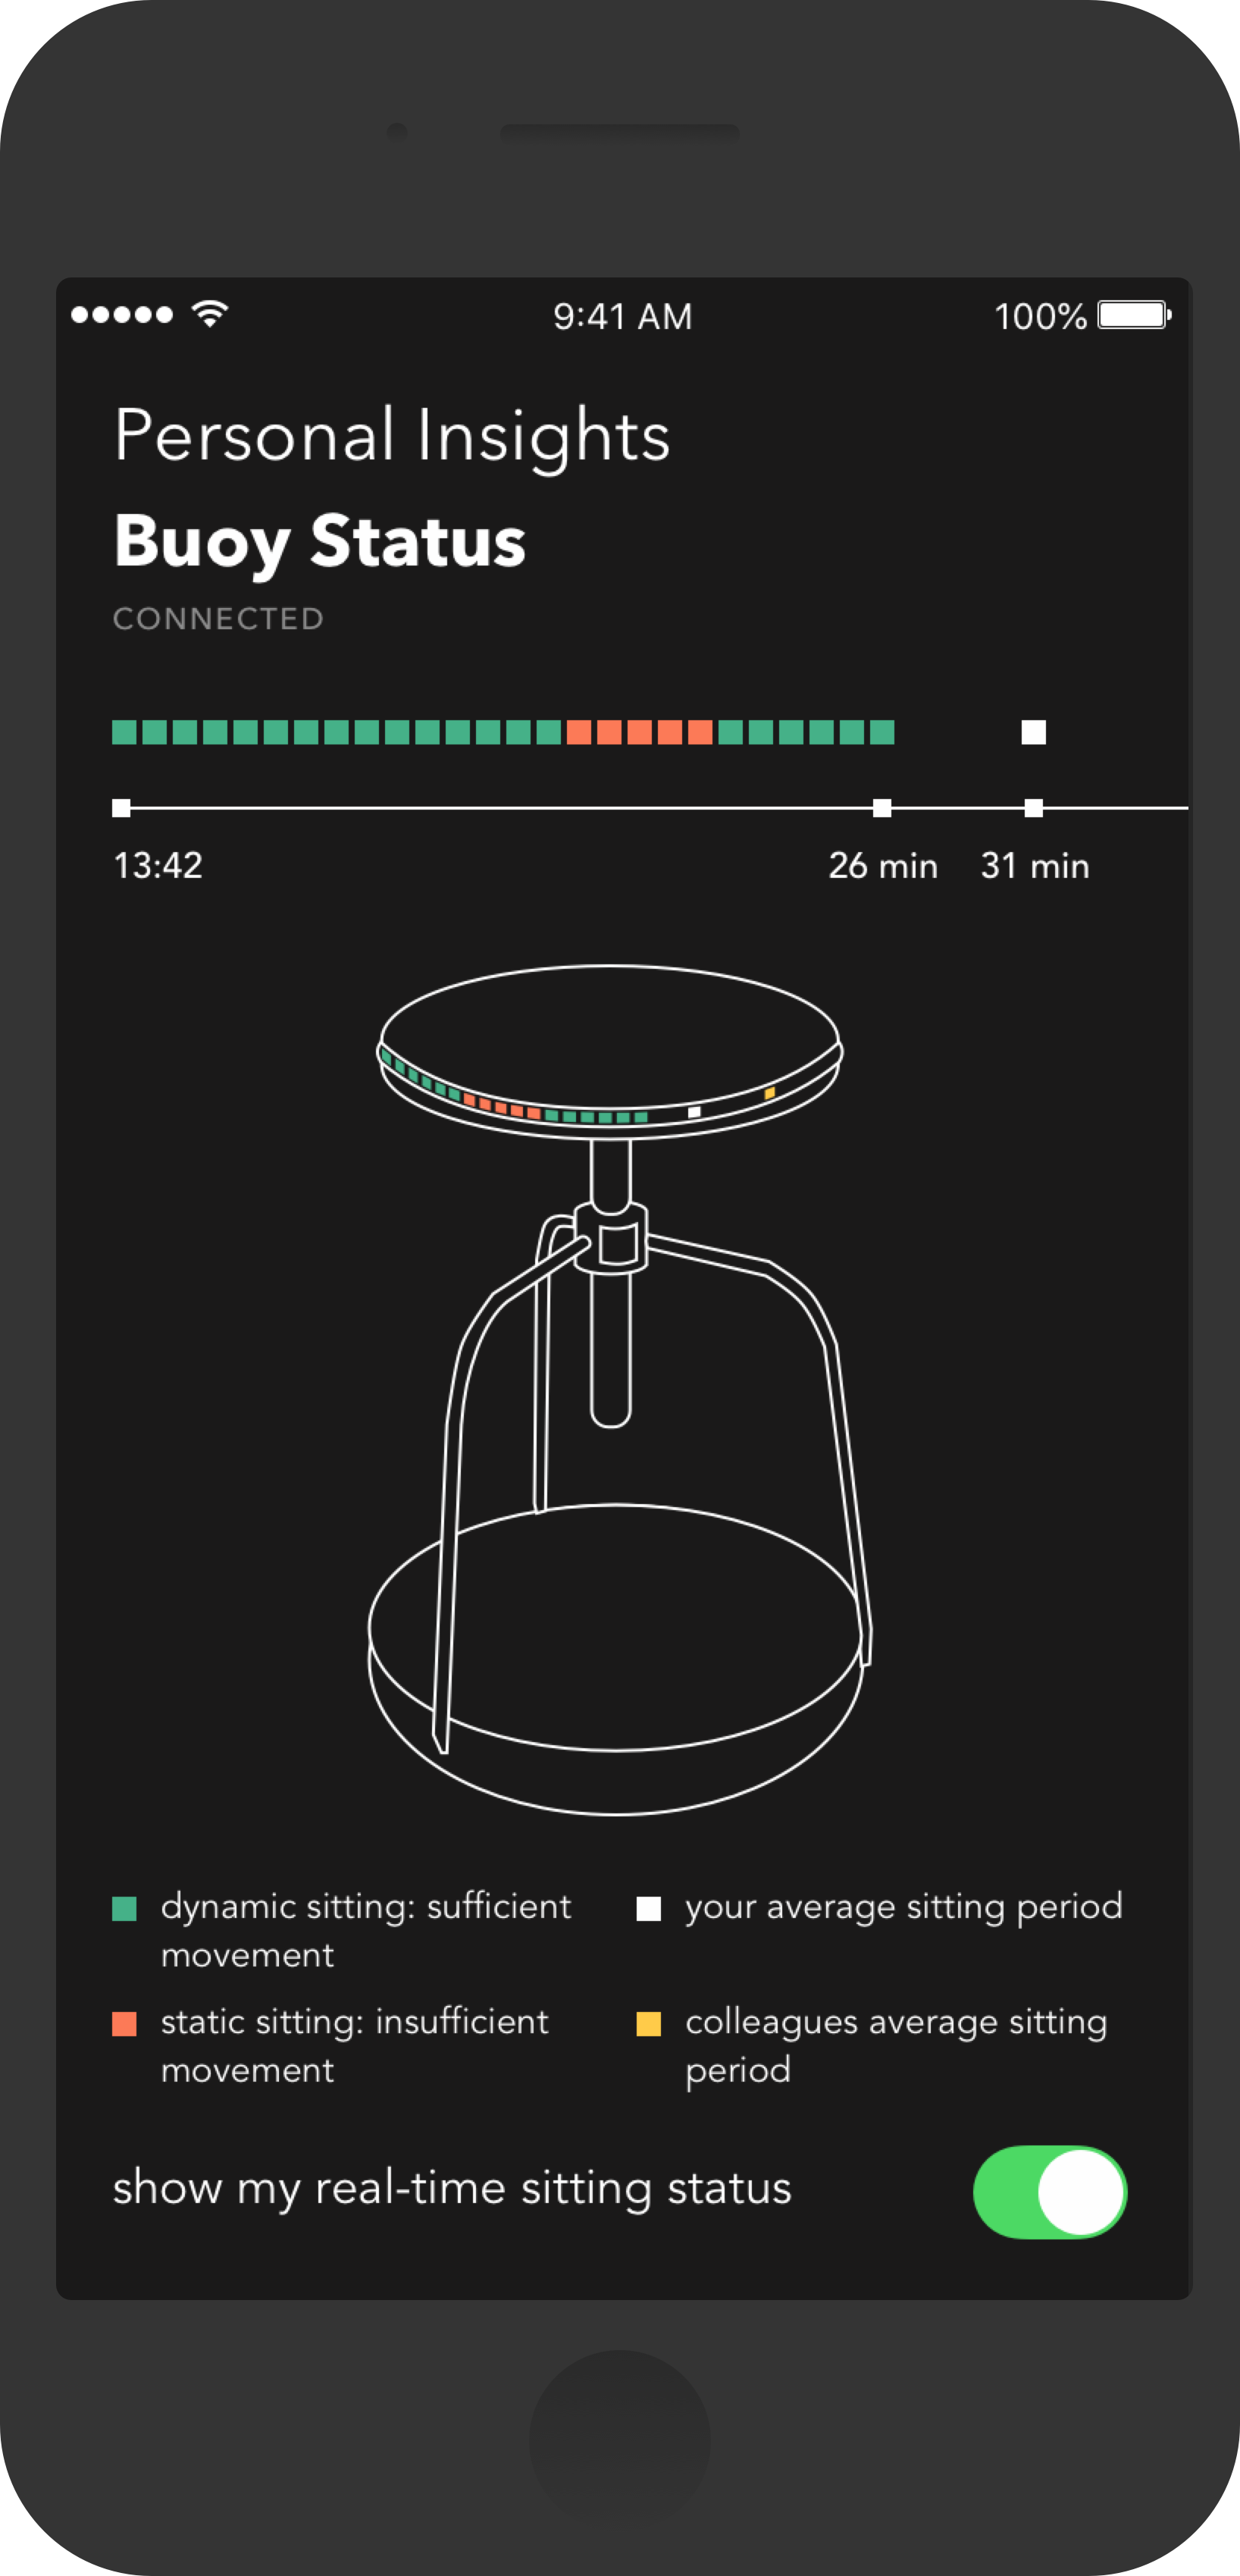 9:41 AM 100%
Personal Insights
Buoy Status
CONNECTED
13:42 26 min 31 min
dynamic sitting: sufficient
movement
your average sitting period
static sitting: insufficient
movement
colleagues average sitting
period
show my real-time sitting status